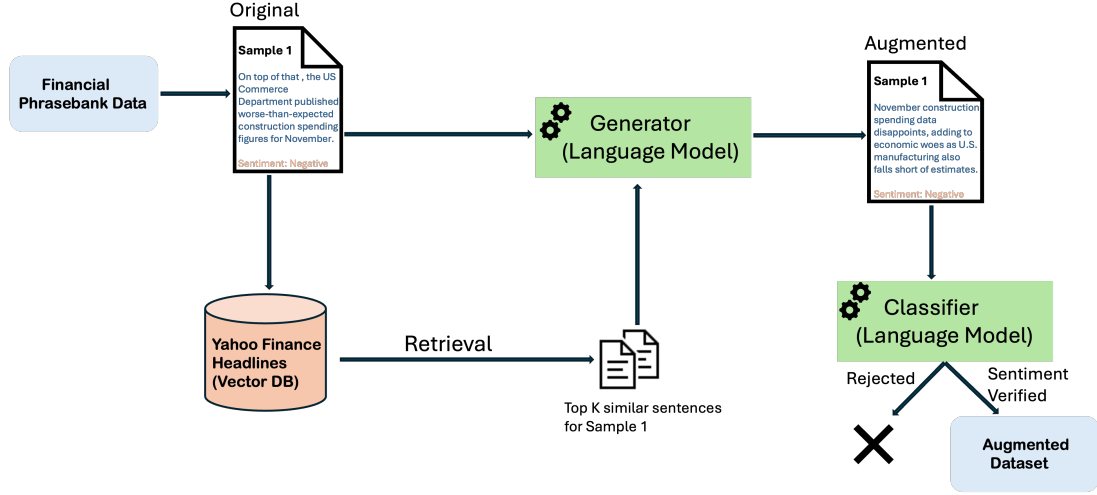 Original
Financial
Phrasebank Data
Sample 1
On top of that , the US
Commerce
Department published
worse-than-expected
construction spending
figures for November.
Sentiment: Negative
Generator
(Language Model)
Augmented
Sample 1
November construction
spending data
disappoints, adding to
economic woes as U.S.
manufacturing also
falls short of estimates.
Sentiment: Negative
Yahoo Finance
Headlines
(Vector DB)
Retrieval
Top K similar sentences
for Sample 1
Classifier
(Language Model)
Rejected
Sentiment
Verified
Augmented
Dataset